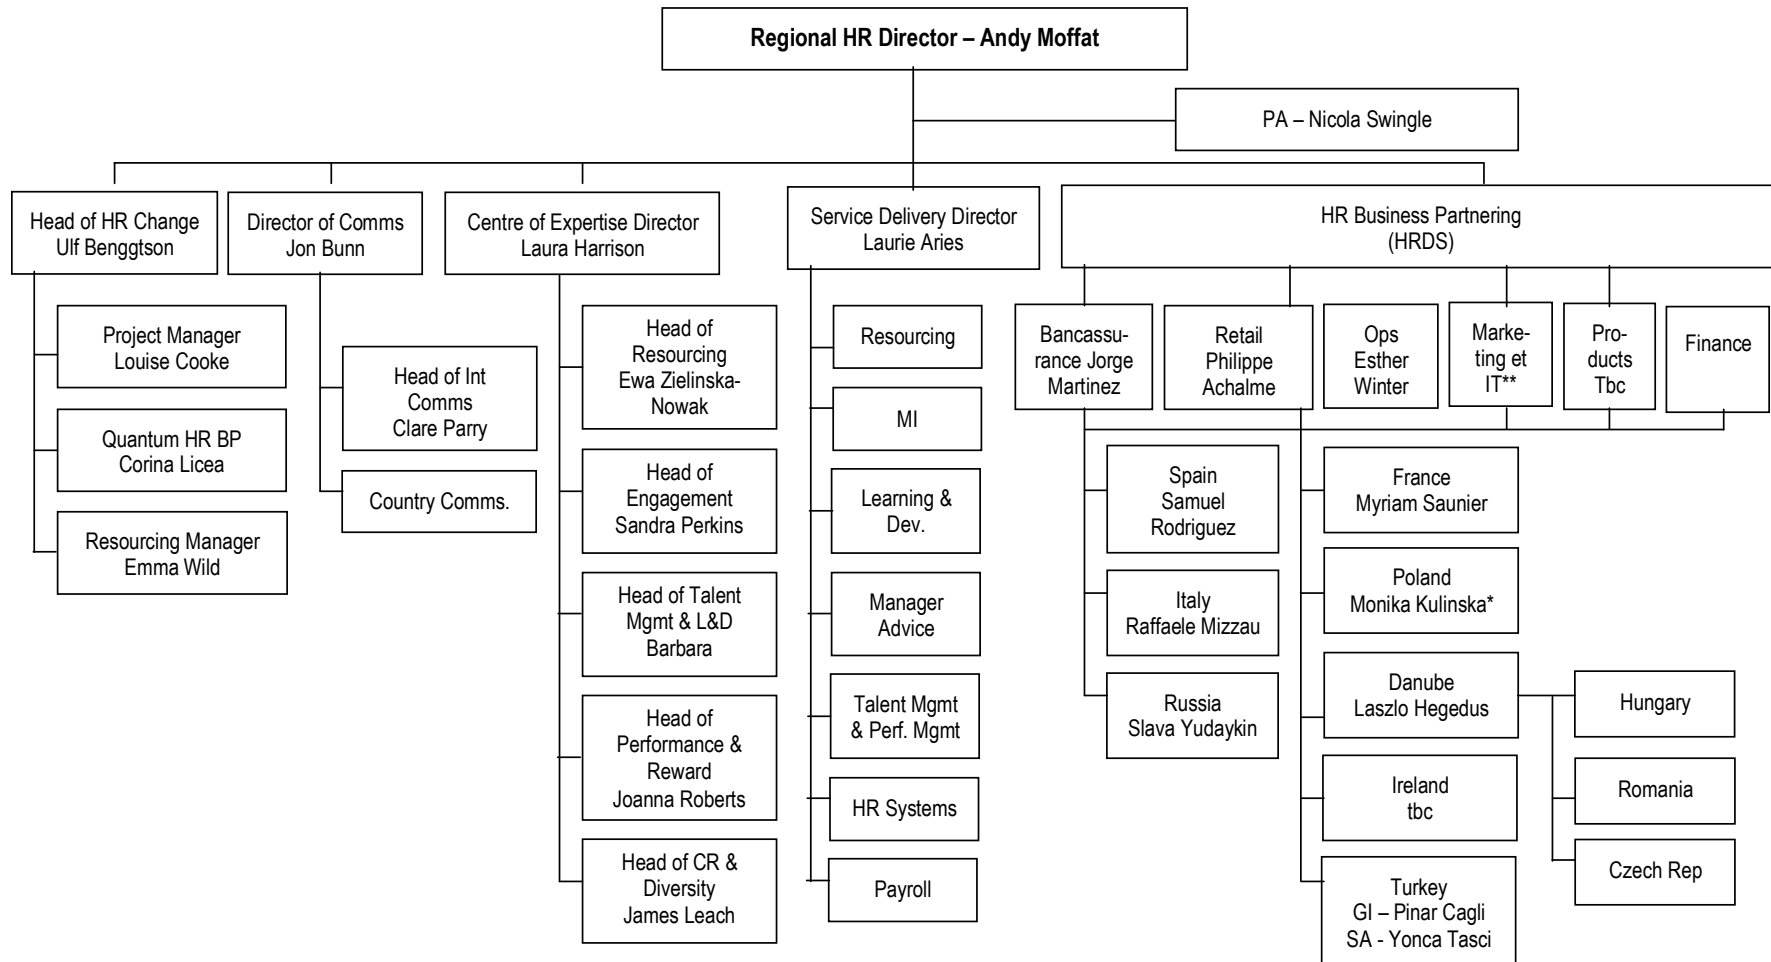 Regional HR Director – Andy Moffat
PA – Nicola Swingle
Head of HR Change
Ulf Benggtson
Project Manager
Louise Cooke
Quantum HR BP
Corina Licea
Resourcing Manager
Emma Wild
Director of Comms
Jon Bunn
Head of Int
Comms
Clare Parry
Country Comms.
Centre of Expertise Director
Laura Harrison
Head of
Resourcing
Ewa Zielinska-
Nowak
Head of
Engagement
Sandra Perkins
Head of Talent
Mgmt & L&D
Barbara
Head of
Performance &
Reward
Joanna Roberts
Head of CR &
Diversity
James Leach
Service Delivery Director
Laurie Aries
Resourcing
MI
Learning &
Dev.
Manager
Advice
Talent Mgmt
& Perf. Mgmt
HR Systems
Payroll
HR Business Partnering
(HRDS)
Bancassu-
rance Jorge
Martinez
Retail
Philippe
Achalme
Ops
Esther
Winter
Marke-
ting et
IT**
Pro-
ducts
Tbc
Finance
Spain
Samuel
Rodriguez
Italy
Raffaele Mizzau
Russia
Slava Yudaykin
France
Myriam Saunier
Poland
Monika Kulinska*
Danube
Laszlo Hegedus
Ireland
tbc
Turkey
GI – Pinar Cagli
SA - Yonca Tasci
Hungary
Romania
Czech Rep